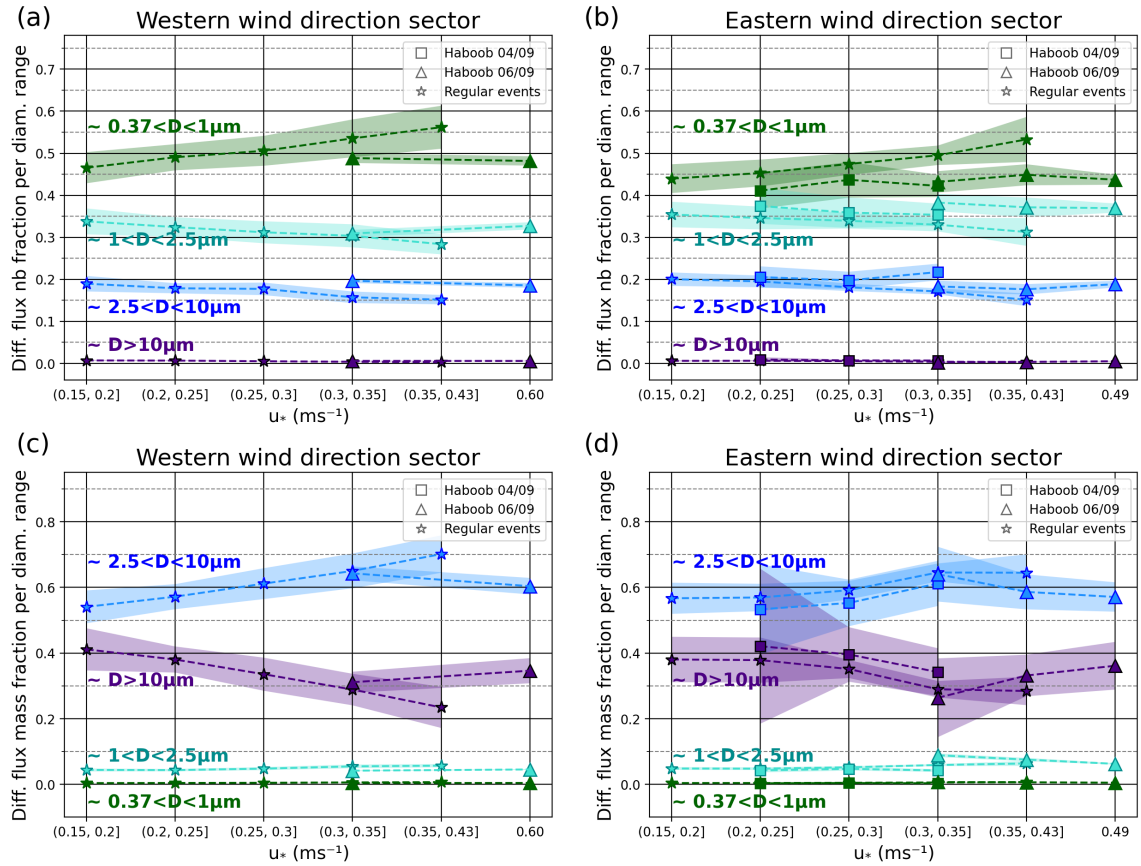 (a)
Western wind direction sector
Diff. flux nb fraction per diam. range
0.7
0.6
0.5
0.4
0.3
0.2
0.1
0.0
Haboob 04/09
Haboob 06/09
Regular events
~ 0.37<D<1μm
~ 1<D<2.5μm
~ 2.5<D<10μm
~ D>10μm
(0.15, 0.2]
(0.2, 0.25]
(0.25, 0.3]
(0.3, 0.35]
(0.35, 0.43]
0.60
u* (ms⁻¹)
(b)
Eastern wind direction sector
Diff. flux nb fraction per diam. range
0.7
0.6
0.5
0.4
0.3
0.2
0.1
0.0
Haboob 04/09
Haboob 06/09
Regular events
~ 0.37<D<1μm
~ 1<D<2.5μm
~ 2.5<D<10μm
~ D>10μm
(0.15, 0.2]
(0.2, 0.25]
(0.25, 0.3]
(0.3, 0.35]
(0.35, 0.43]
0.49
u* (ms⁻¹)
(c)
Western wind direction sector
Diff. flux mass fraction per diam. range
0.8
0.6
0.4
0.2
0.0
Haboob 04/09
Haboob 06/09
Regular events
~ 2.5<D<10μm
~ D>10μm
~ 1<D<2.5μm
~ 0.37<D<1μm
(0.15, 0.2]
(0.2, 0.25]
(0.25, 0.3]
(0.3, 0.35]
(0.35, 0.43]
0.60
u* (ms⁻¹)
(d)
Eastern wind direction sector
Diff. flux mass fraction per diam. range
0.8
0.6
0.4
0.2
0.0
Haboob 04/09
Haboob 06/09
Regular events
~ 2.5<D<10μm
~ D>10μm
~ 1<D<2.5μm
~ 0.37<D<1μm
(0.15, 0.2]
(0.2, 0.25]
(0.25, 0.3]
(0.3, 0.35]
(0.35, 0.43]
0.49
u* (ms⁻¹)